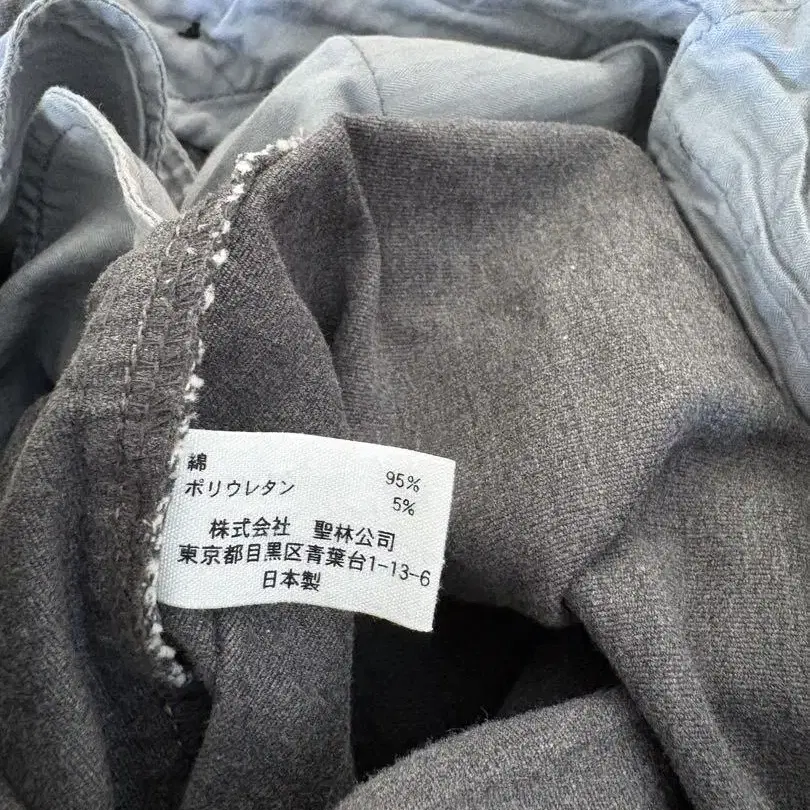 綿 95%
ポリウレタン 5%
株式会社 聖林公司
東京都目黒区青葉台1-13-6
日本製